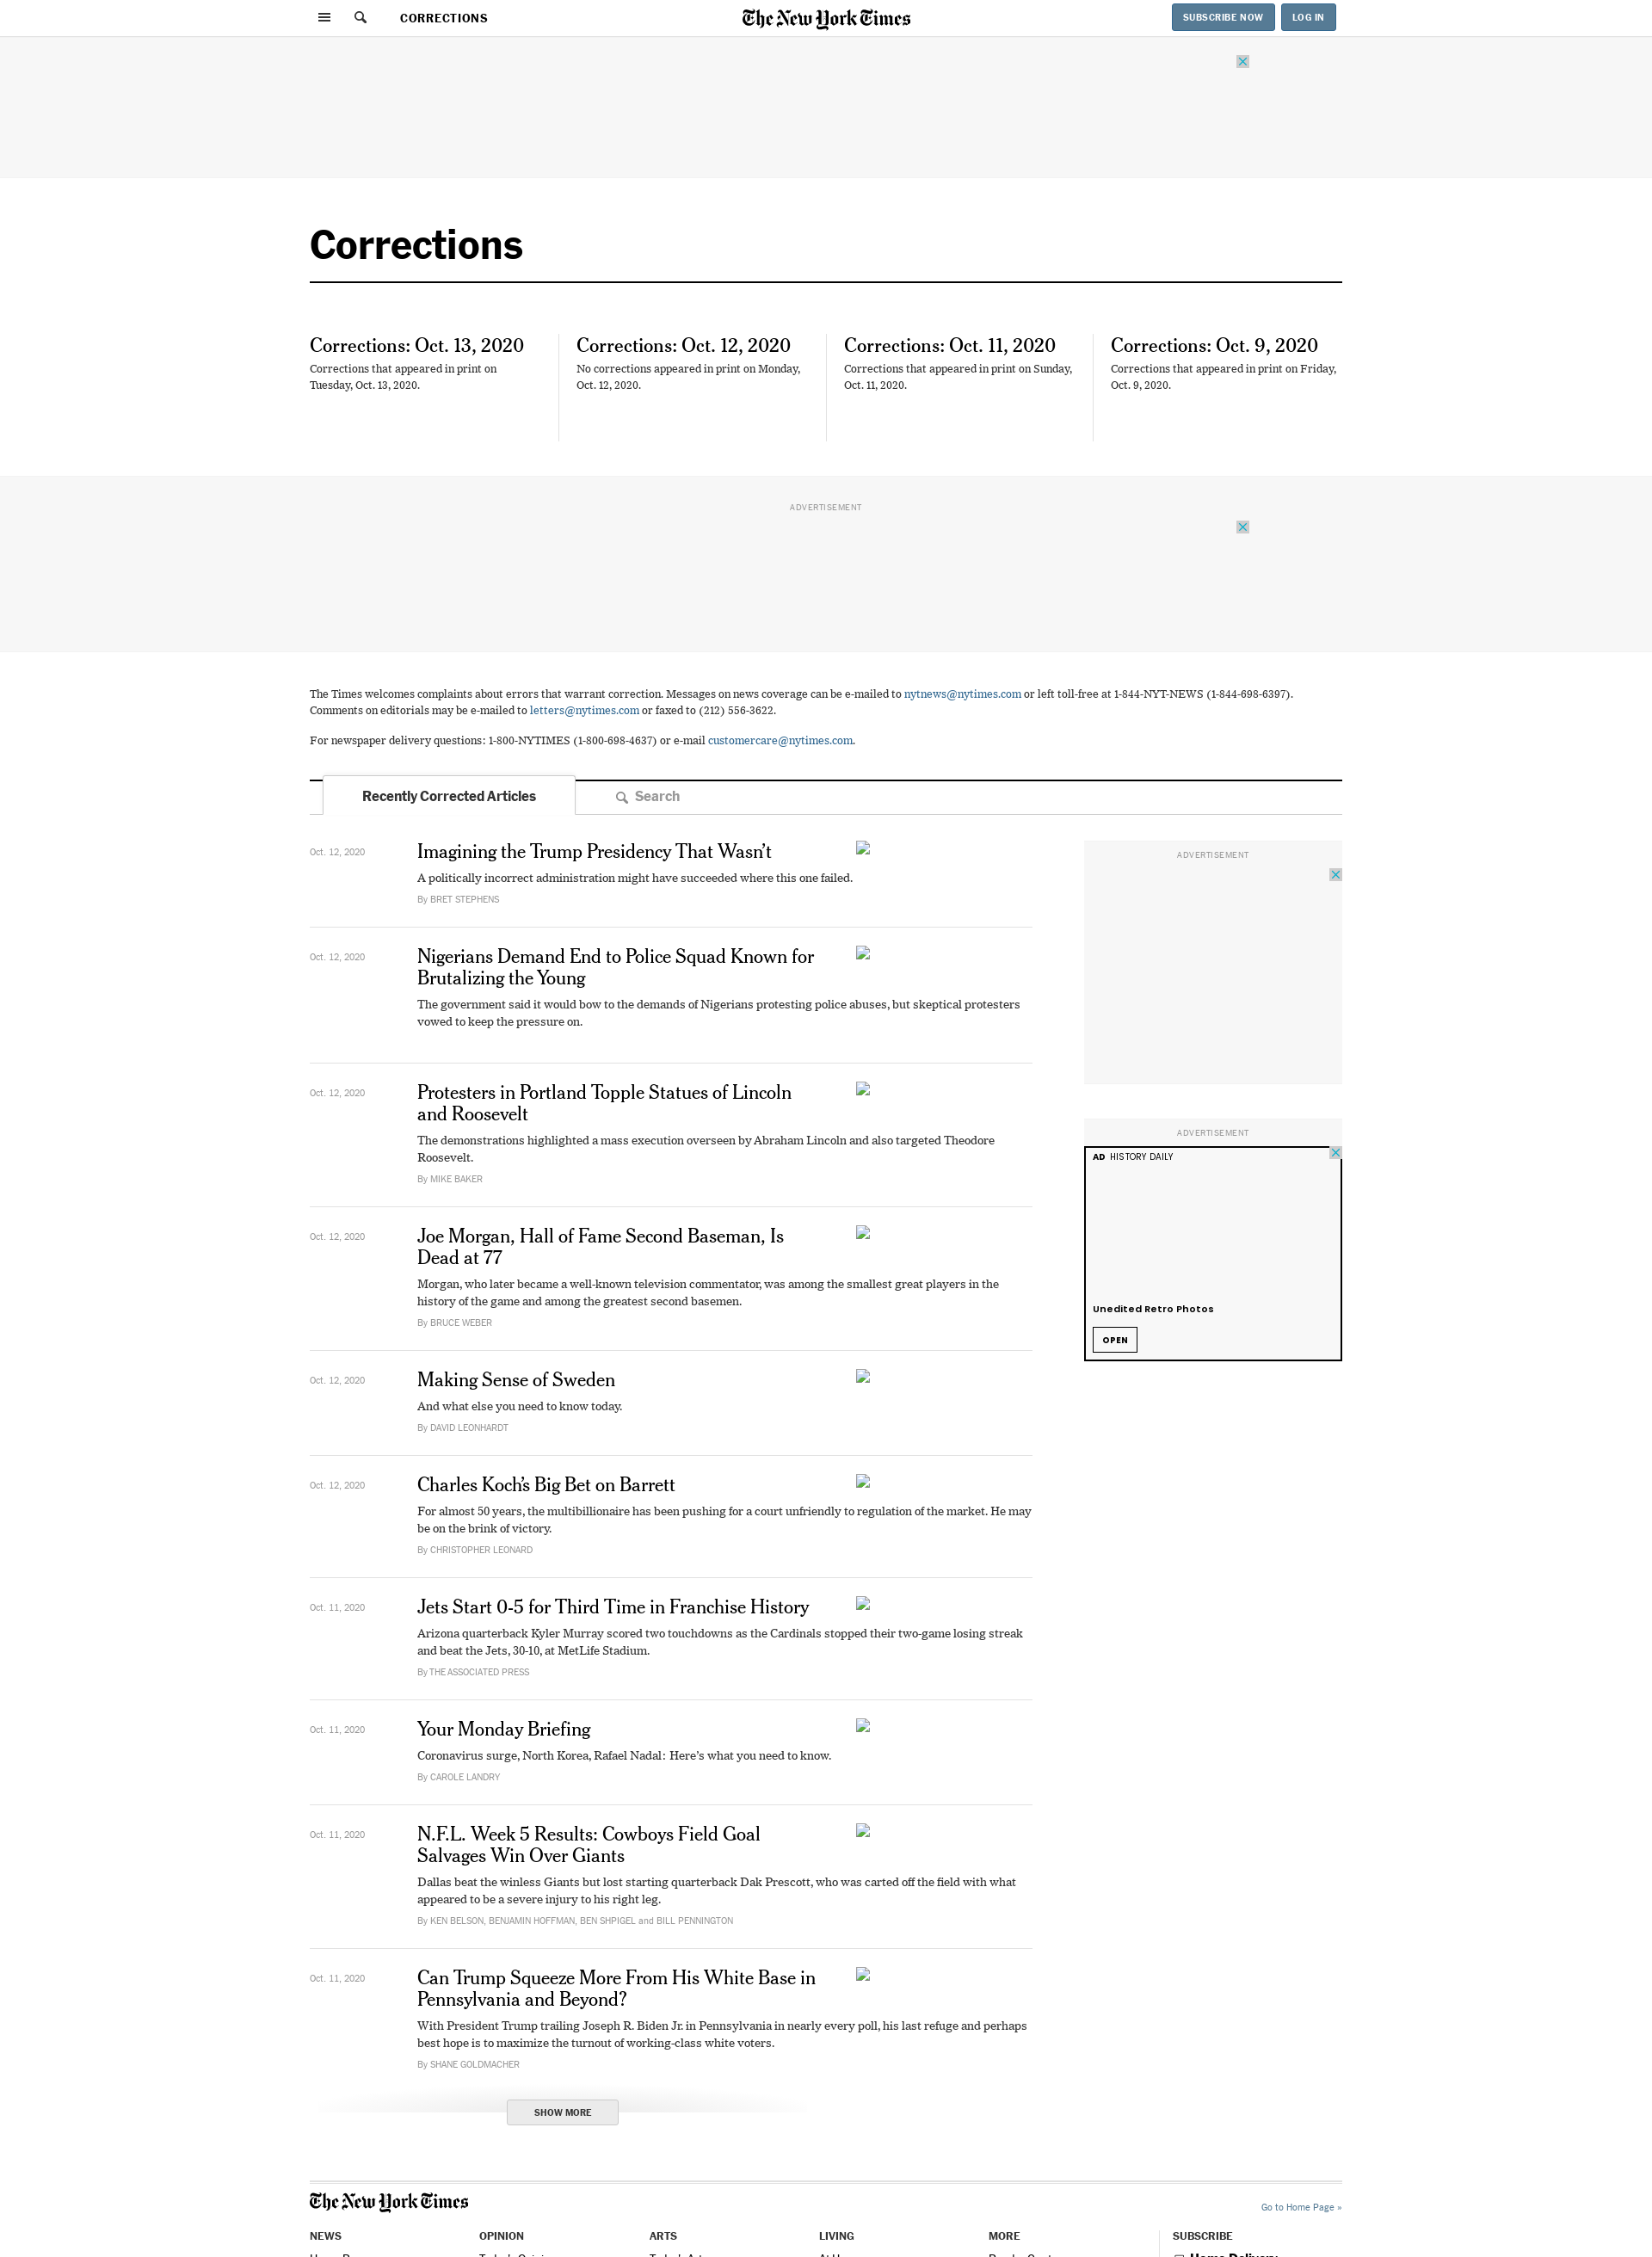 CORRECTIONS
The New York Times
SUBSCRIBE NOW
LOG IN
Corrections
Corrections: Oct. 13, 2020
Corrections that appeared in print on
Tuesday, Oct. 13, 2020.
Corrections: Oct. 12, 2020
No corrections appeared in print on Monday,
Oct. 12, 2020.
Corrections: Oct. 11, 2020
Corrections that appeared in print on Sunday,
Oct. 11, 2020.
Corrections: Oct. 9, 2020
Corrections that appeared in print on Friday,
Oct. 9, 2020.
ADVERTISEMENT
The Times welcomes complaints about errors that warrant correction. Messages on news coverage can be e-mailed to nytnews@nytimes.com or left toll-free at 1-844-NYT-NEWS (1-844-698-6397).
Comments on editorials may be e-mailed to letters@nytimes.com or faxed to (212) 556-3622.
For newspaper delivery questions: 1-800-NYTIMES (1-800-698-4637) or e-mail customercare@nytimes.com.
Recently Corrected Articles
Search
Oct. 12, 2020
Imagining the Trump Presidency That Wasn’t
A politically incorrect administration might have succeeded where this one failed.
By BRET STEPHENS
Oct. 12, 2020
Nigerians Demand End to Police Squad Known for
Brutalizing the Young
The government said it would bow to the demands of Nigerians protesting police abuses, but skeptical protesters
vowed to keep the pressure on.
Oct. 12, 2020
Protesters in Portland Topple Statues of Lincoln
and Roosevelt
The demonstrations highlighted a mass execution overseen by Abraham Lincoln and also targeted Theodore
Roosevelt.
By MIKE BAKER
Oct. 12, 2020
Joe Morgan, Hall of Fame Second Baseman, Is
Dead at 77
Morgan, who later became a well-known television commentator, was among the smallest great players in the
history of the game and among the greatest second basemen.
By BRUCE WEBER
Oct. 12, 2020
Making Sense of Sweden
And what else you need to know today.
By DAVID LEONHARDT
Oct. 12, 2020
Charles Koch’s Big Bet on Barrett
For almost 50 years, the multibillionaire has been pushing for a court unfriendly to regulation of the market. He may
be on the brink of victory.
By CHRISTOPHER LEONARD
Oct. 11, 2020
Jets Start 0-5 for Third Time in Franchise History
Arizona quarterback Kyler Murray scored two touchdowns as the Cardinals stopped their two-game losing streak
and beat the Jets, 30-10, at MetLife Stadium.
By THE ASSOCIATED PRESS
Oct. 11, 2020
Your Monday Briefing
Coronavirus surge, North Korea, Rafael Nadal: Here’s what you need to know.
By CAROLE LANDRY
Oct. 11, 2020
N.F.L. Week 5 Results: Cowboys Field Goal
Salvages Win Over Giants
Dallas beat the winless Giants but lost starting quarterback Dak Prescott, who was carted off the field with what
appeared to be a severe injury to his right leg.
By KEN BELSON, BENJAMIN HOFFMAN, BEN SHPIGEL and BILL PENNINGTON
Oct. 11, 2020
Can Trump Squeeze More From His White Base in
Pennsylvania and Beyond?
With President Trump trailing Joseph R. Biden Jr. in Pennsylvania in nearly every poll, his last refuge and perhaps
best hope is to maximize the turnout of working-class white voters.
By SHANE GOLDMACHER
SHOW MORE
ADVERTISEMENT
ADVERTISEMENT
AD HISTORY DAILY
Unedited Retro Photos
OPEN
The New York Times
Go to Home Page »
NEWS
OPINION
ARTS
LIVING
MORE
SUBSCRIBE
Home Delivery